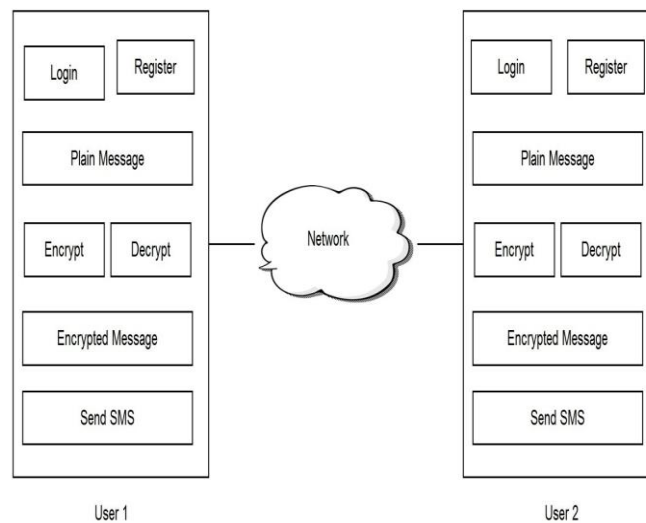 Login
Register
Plain Message
Encrypt
Decrypt
Encrypted Message
Send SMS
User 1
Network
Login
Register
Plain Message
Encrypt
Decrypt
Encrypted Message
Send SMS
User 2